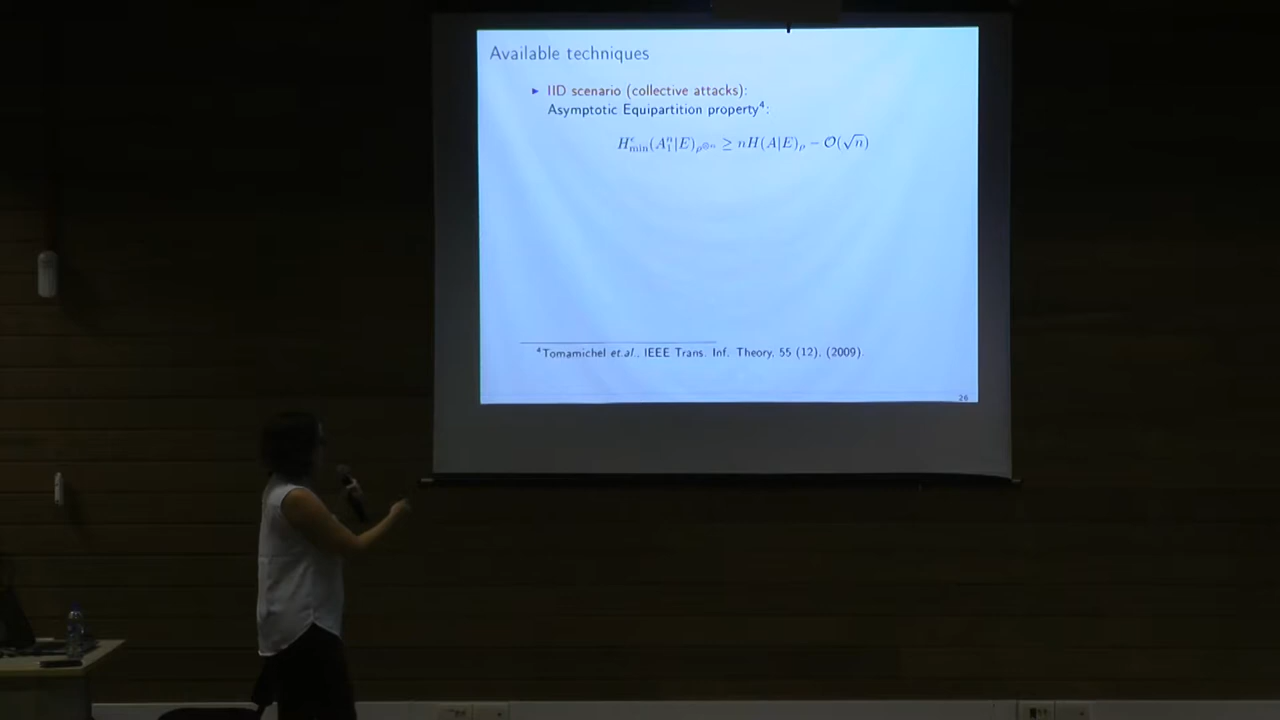 Available techniques
▶ IID scenario (collective attacks):
Asymptotic Equipartition property⁴:
H^ϵ_min(A^n_1|E)_ρ⊗n ≥ nH(A|E)_ρ − O(√n)
⁴Tomamichel et.al., IEEE Trans. Inf. Theory, 55 (12), (2009).
26